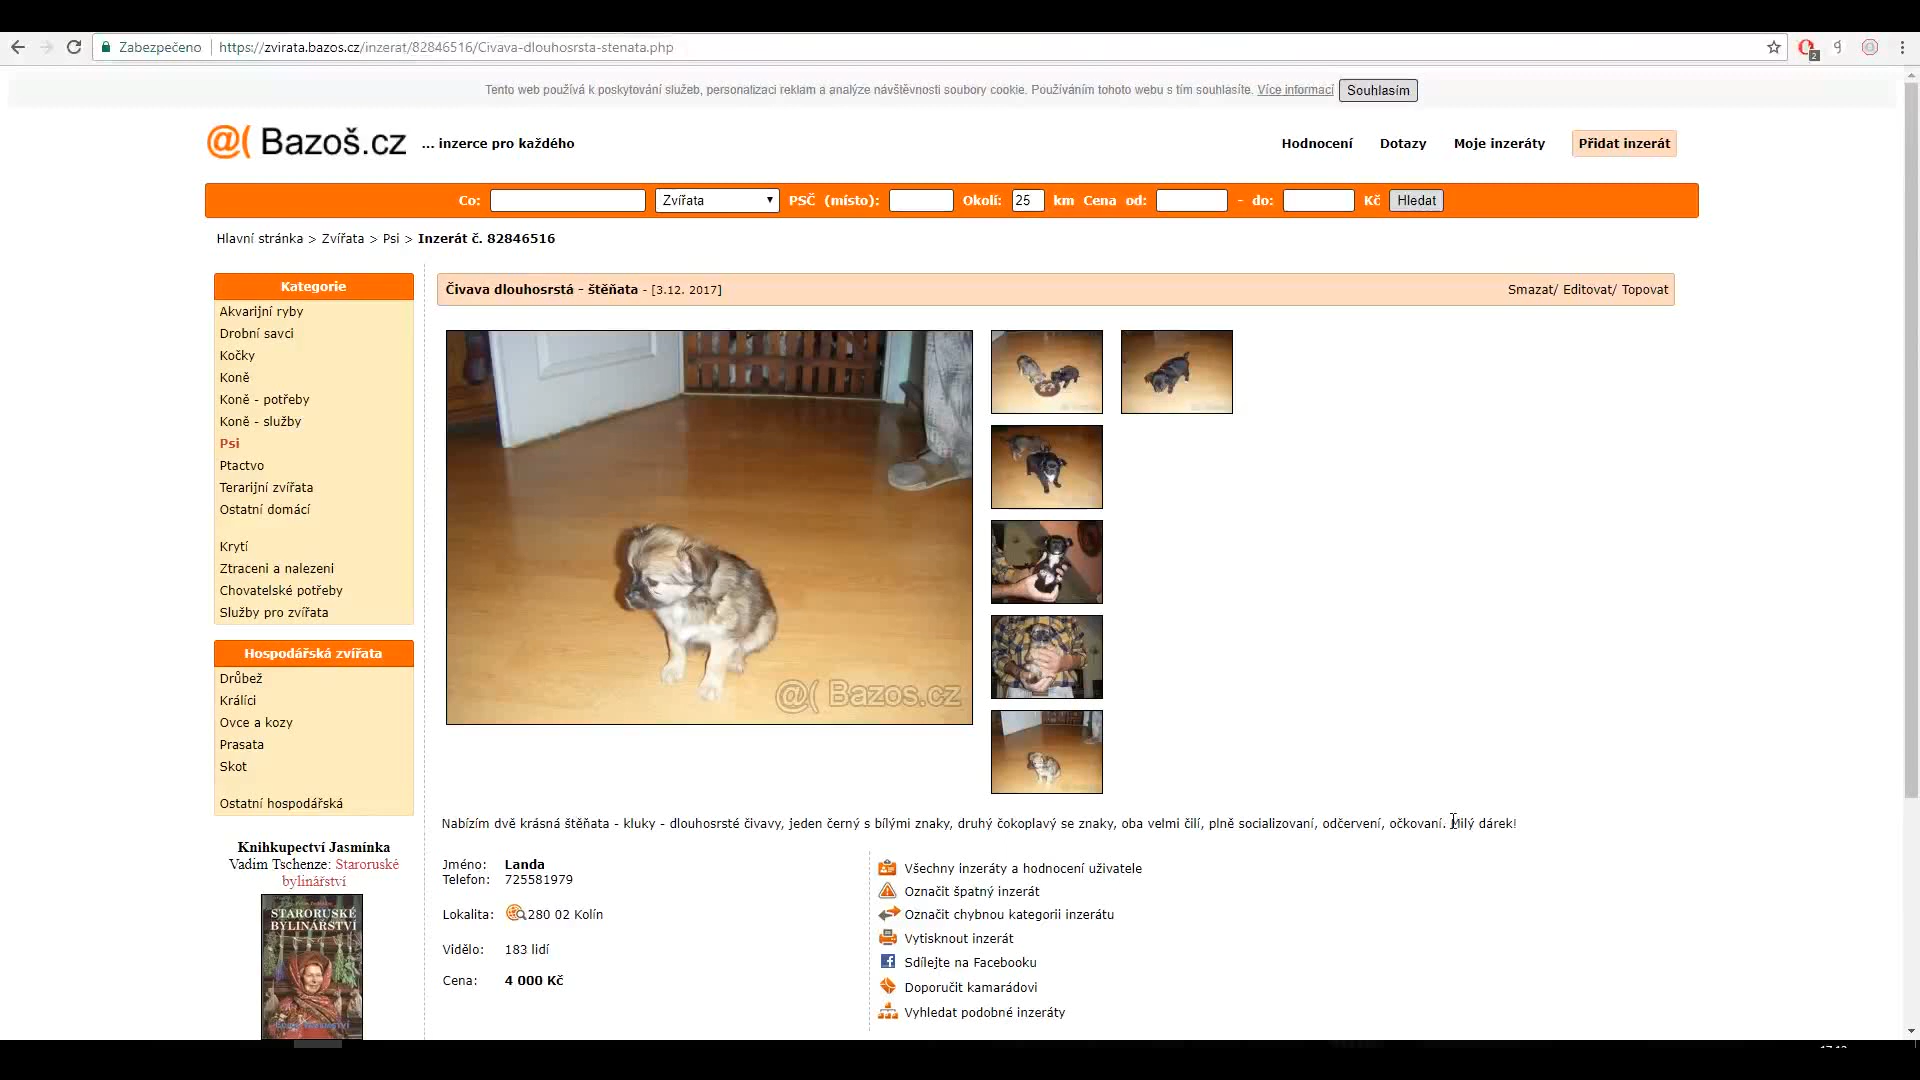 Zabezpečeno
https://zvirata.bazos.cz/inzerat/82846516/Civava-dlouhosrsta-stenata.php
2
Tento web používá k poskytování služeb, personalizaci reklam a analýze návštěvnosti soubory cookie. Používáním tohoto webu s tím souhlasíte. Více informací Souhlasím
@( Bazoš.cz ... inzerce pro každého
Hodnocení Dotazy Moje inzeráty Přidat inzerát
Co: Zvířata PSČ (místo): Okolí: 25 km Cena od: - do: Kč Hledat
Hlavní stránka > Zvířata > Psi > Inzerát č. 82846516
Kategorie
Akvarijní ryby
Drobní savci
Kočky
Koně
Koně - potřeby
Koně - služby
Psi
Ptactvo
Terarijní zvířata
Ostatní domácí
Krytí
Ztraceni a nalezeni
Chovatelské potřeby
Služby pro zvířata
Hospodářská zvířata
Drůbež
Králíci
Ovce a kozy
Prasata
Skot
Ostatní hospodářská
Knihkupectví Jasmínka
Vadim Tschenze: Staroruské
bylinářství
STARORUSKÉ
BYLINÁŘSTVÍ
Čivava dlouhosrstá - štěňata - [3.12. 2017]
Smazat/ Editovat/ Topovat
@( Bazos.cz
Nabízím dvě krásná štěňata - kluky - dlouhosrsté čivavy, jeden černý s bílými znaky, druhý čokoplavý se znaky, oba velmi čilí, plně socializovaní, odčervení, očkovaní. Milý dárek!
Jméno: Landa
Telefon: 725581979
Lokalita: 280 02 Kolín
Vidělo: 183 lidí
Cena: 4 000 Kč
Všechny inzeráty a hodnocení uživatele
Označit špatný inzerát
Označit chybnou kategorii inzerátu
Vytisknout inzerát
Sdílejte na Facebooku
Doporučit kamarádovi
Vyhledat podobné inzeráty